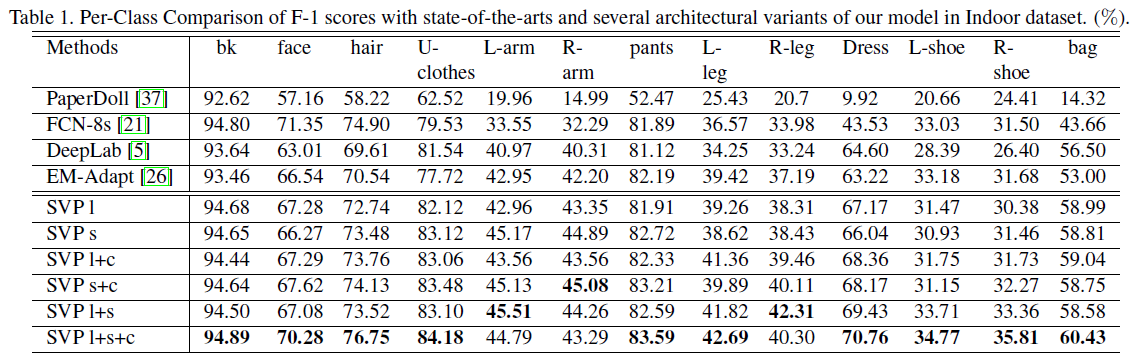 Table 1. Per-Class Comparison of F-1 scores with state-of-the-arts and several architectural variants of our model in Indoor dataset. (%).
Methods bk face hair U-clothes L-arm R-arm pants L-leg R-leg Dress L-shoe R-shoe bag
PaperDoll [37] 92.62 57.16 58.22 62.52 19.96 14.99 52.47 25.43 20.7 9.92 20.66 24.41 14.32
FCN-8s [21] 94.80 71.35 74.90 79.53 33.55 32.29 81.89 36.57 33.98 43.53 33.03 31.50 43.66
DeepLab [5] 93.64 63.01 69.61 81.54 40.97 40.31 81.12 34.25 33.24 64.60 28.39 26.40 56.50
EM-Adapt [26] 93.46 66.54 70.54 77.72 42.95 42.20 82.19 39.42 37.19 63.22 33.18 31.68 53.00
SVP l 94.68 67.28 72.74 82.12 42.96 43.35 81.91 39.26 38.31 67.17 31.47 30.38 58.99
SVP s 94.65 66.27 73.48 83.12 45.17 44.89 82.72 38.62 38.43 66.04 30.93 31.46 58.81
SVP l+c 94.44 67.29 73.76 83.06 43.56 43.56 82.33 41.36 39.46 68.36 31.75 31.73 59.04
SVP s+c 94.64 67.62 74.13 83.48 45.13 45.08 83.21 39.89 40.11 68.17 31.15 32.27 58.75
SVP l+s 94.50 67.08 73.52 83.10 45.51 44.26 82.59 41.82 42.31 69.43 33.71 33.36 58.58
SVP l+s+c 94.89 70.28 76.75 84.18 44.79 43.29 83.59 42.69 40.30 70.76 34.77 35.81 60.43